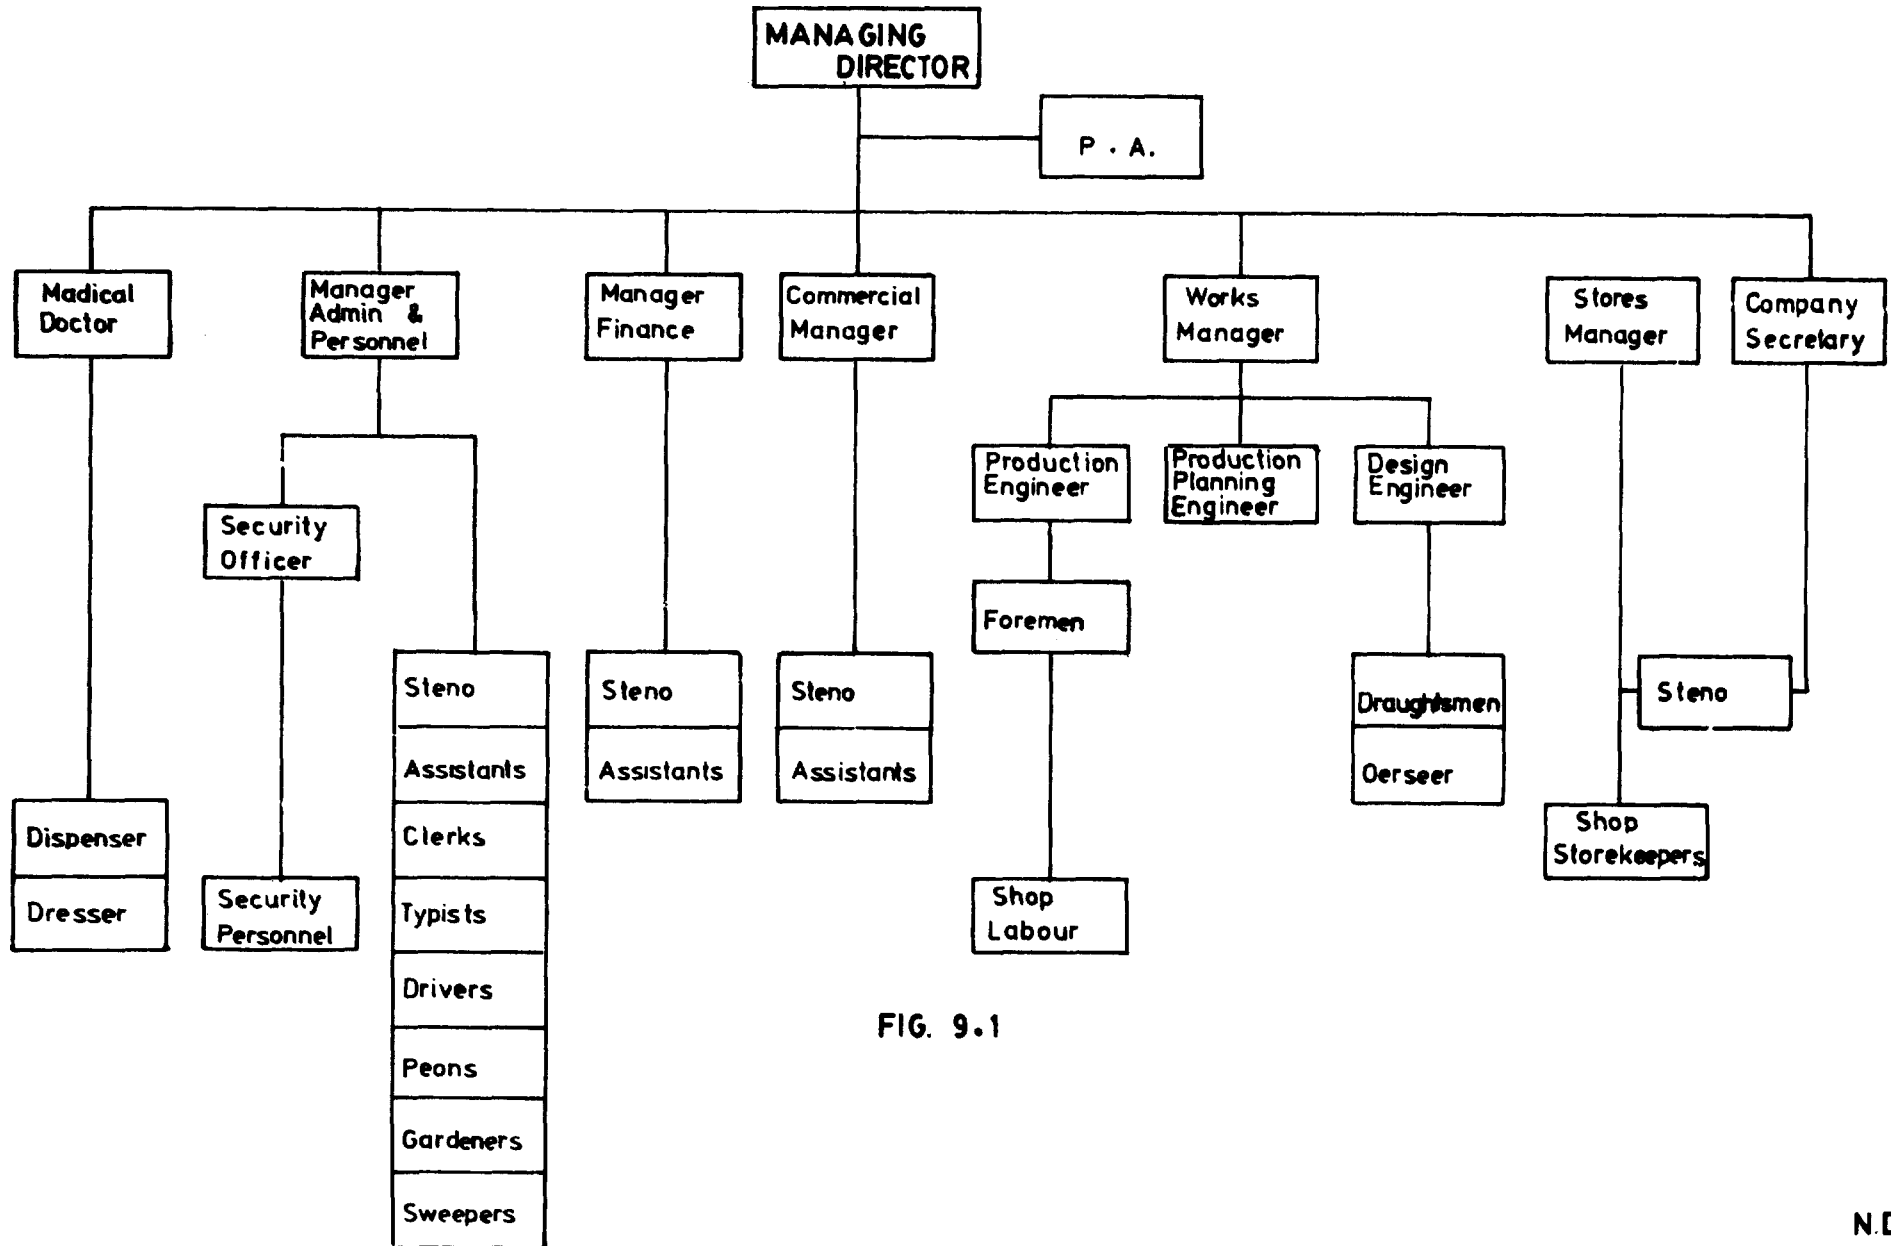 MANAGING
DIRECTOR
P . A.
Madical
Doctor
Manager
Admin &
Personnel
Manager
Finance
Commercial
Manager
Works
Manager
Stores
Manager
Company
Secretary
Production
Engineer
Production
Planning
Engineer
Design
Engineer
Security
Officer
Foremen
Steno
Assistants
Clerks
Typists
Drivers
Peons
Gardeners
Sweepers
Steno
Assistants
Steno
Assistants
Draughtsmen
Oerseer
Steno
Dispenser
Dresser
Security
Personnel
Shop
Labour
Shop
Storekeepers
FIG. 9.1